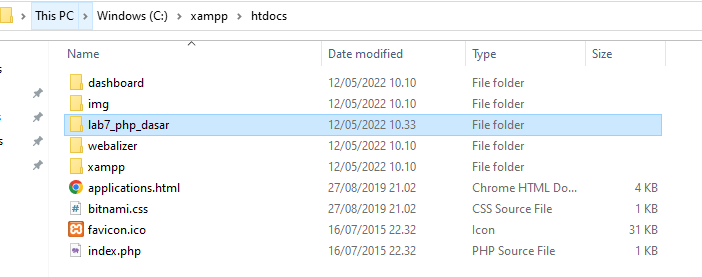 This PC > Windows (C:) > xampp > htdocs
Name Date modified Type Size
dashboard 12/05/2022 10.10 File folder
img 12/05/2022 10.10 File folder
lab7_php_dasar 12/05/2022 10.33 File folder
webalizer 12/05/2022 10.10 File folder
xampp 12/05/2022 10.10 File folder
applications.html 27/08/2019 21.02 Chrome HTML Do... 4 KB
bitnami.css 27/08/2019 21.02 CSS Source File 1 KB
favicon.ico 16/07/2015 22.32 Icon 31 KB
index.php 16/07/2015 22.32 PHP Source File 1 KB